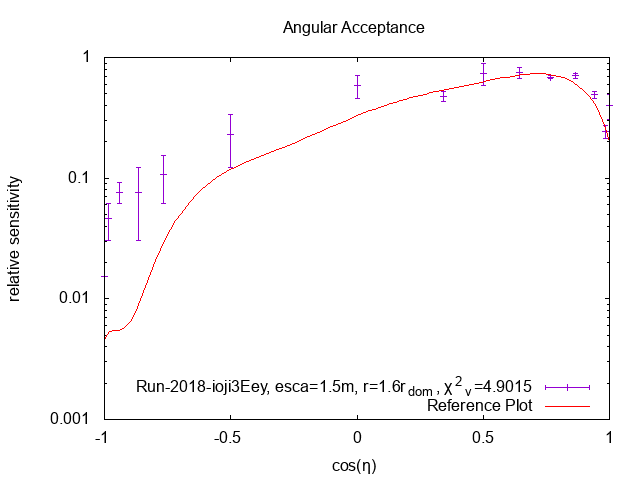 Angular Acceptance
relative sensitivity
1
0.1
0.01
0.001
Run-2018-ioji3Eey, esca=1.5m, r=1.6r_dom, χ²_ν=4.9015
Reference Plot
-1
-0.5
0
0.5
1
cos(η)